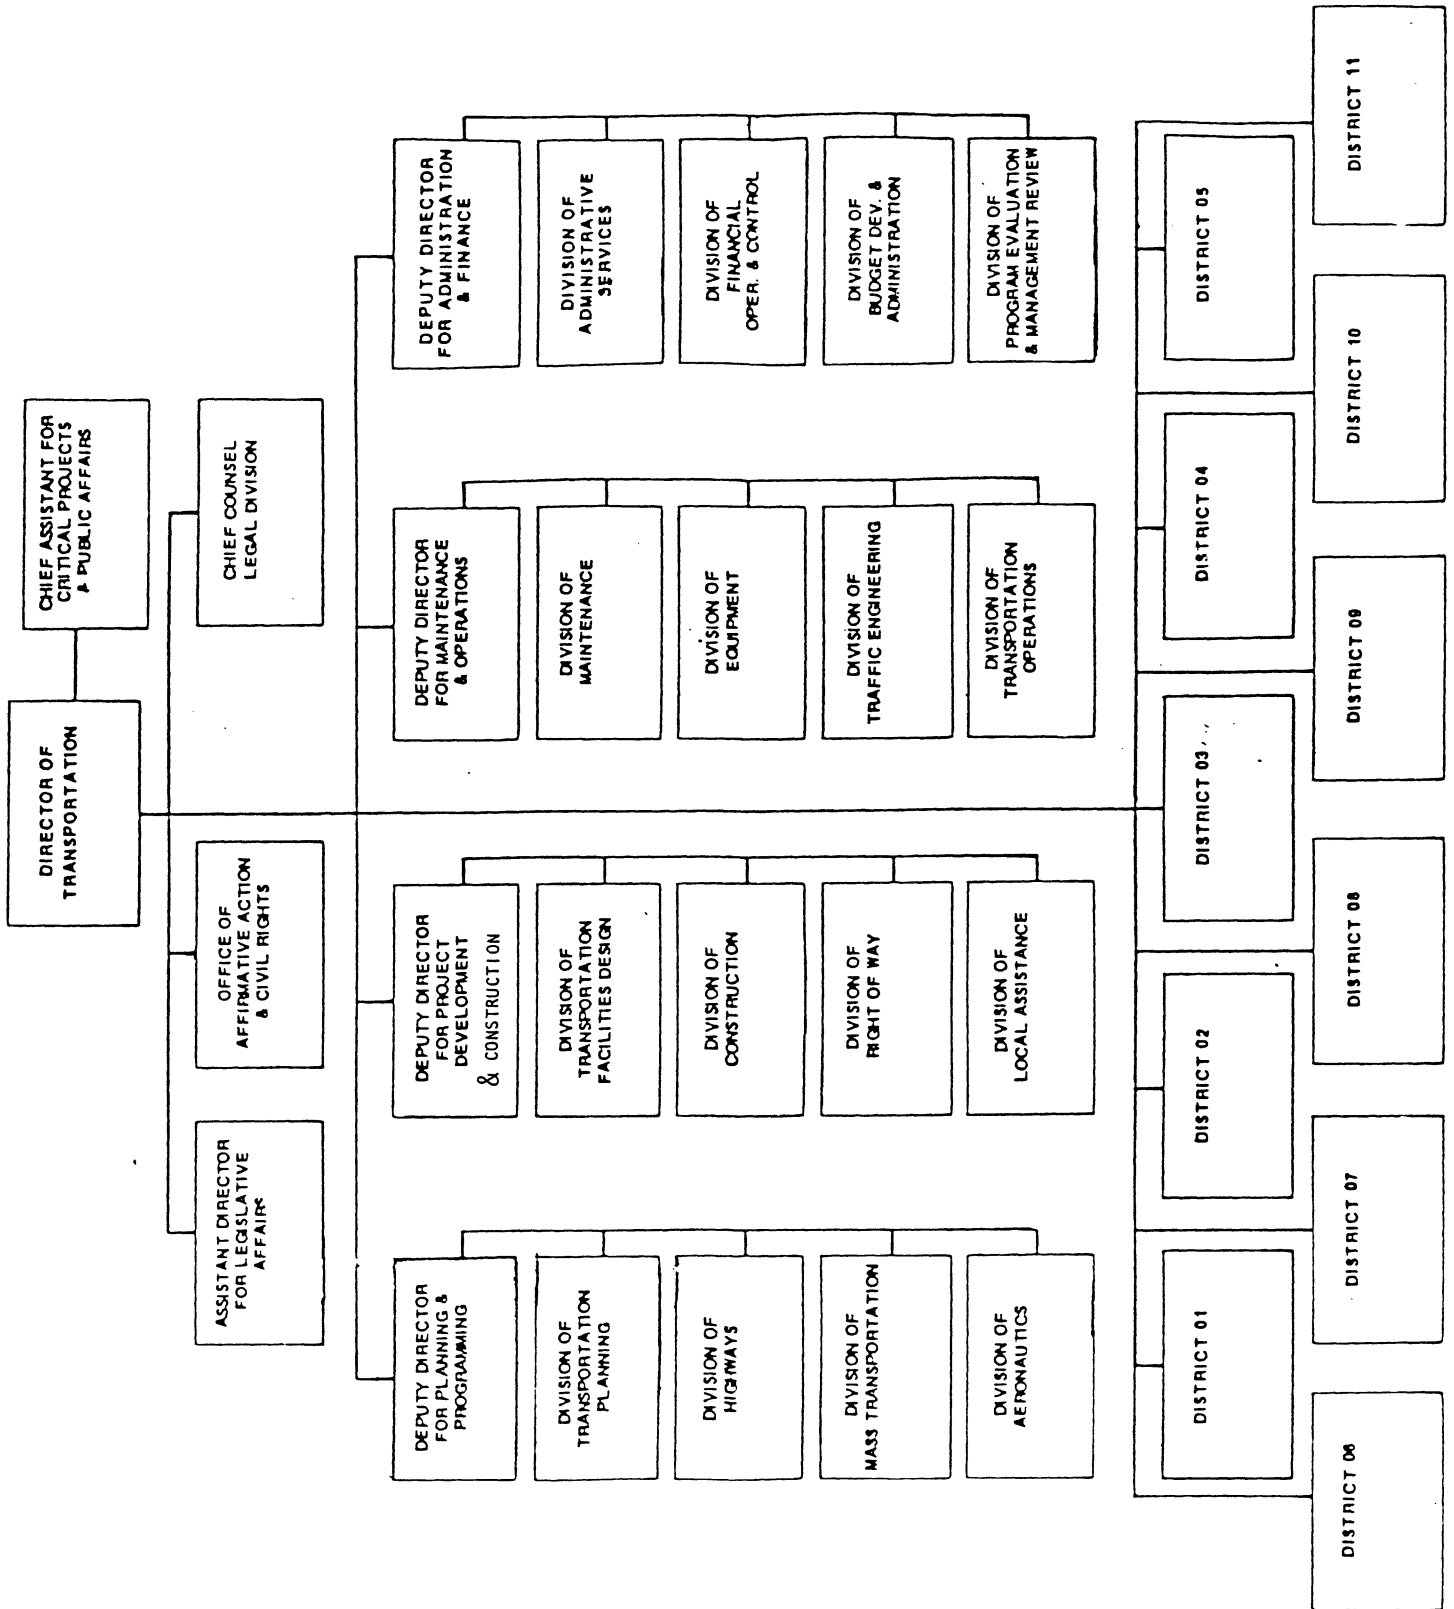 DIRECTOR OF
TRANSPORTATION
CHIEF ASSISTANT FOR
CRITICAL PROJECTS
& PUBLIC AFFAIRS
ASSISTANT DIRECTOR
FOR LEGISLATIVE
AFFAIRS
OFFICE OF
AFFIRMATIVE ACTION
& CIVIL RIGHTS
CHIEF COUNSEL
LEGAL DIVISION
DEPUTY DIRECTOR
FOR PLANNING &
PROGRAMMING
DIVISION OF
TRANSPORTATION
PLANNING
DIVISION OF
HIGHWAYS
DIVISION OF
MASS TRANSPORTATION
DIVISION OF
AERONAUTICS
DEPUTY DIRECTOR
FOR PROJECT
DEVELOPMENT
& CONSTRUCTION
DIVISION OF
TRANSPORTATION
FACILITIES DESIGN
DIVISION OF
CONSTRUCTION
DIVISION OF
RIGHT OF WAY
DIVISION OF
LOCAL ASSISTANCE
DEPUTY DIRECTOR
FOR MAINTENANCE
& OPERATIONS
DIVISION OF
MAINTENANCE
DIVISION OF
EQUIPMENT
DIVISION OF
TRAFFIC ENGINEERING
DIVISION OF
TRANSPORTATION
OPERATIONS
DEPUTY DIRECTOR
FOR ADMINISTRATION
& FINANCE
DIVISION OF
ADMINISTRATIVE
SERVICES
DIVISION OF
FINANCIAL
OPER. & CONTROL
DIVISION OF
BUDGET DEV. &
ADMINISTRATION
DIVISION OF
PROGRAM EVALUATION
& MANAGEMENT REVIEW
DISTRICT 01
DISTRICT 02
DISTRICT 03
DISTRICT 04
DISTRICT 05
DISTRICT 06
DISTRICT 07
DISTRICT 08
DISTRICT 09
DISTRICT 10
DISTRICT 11